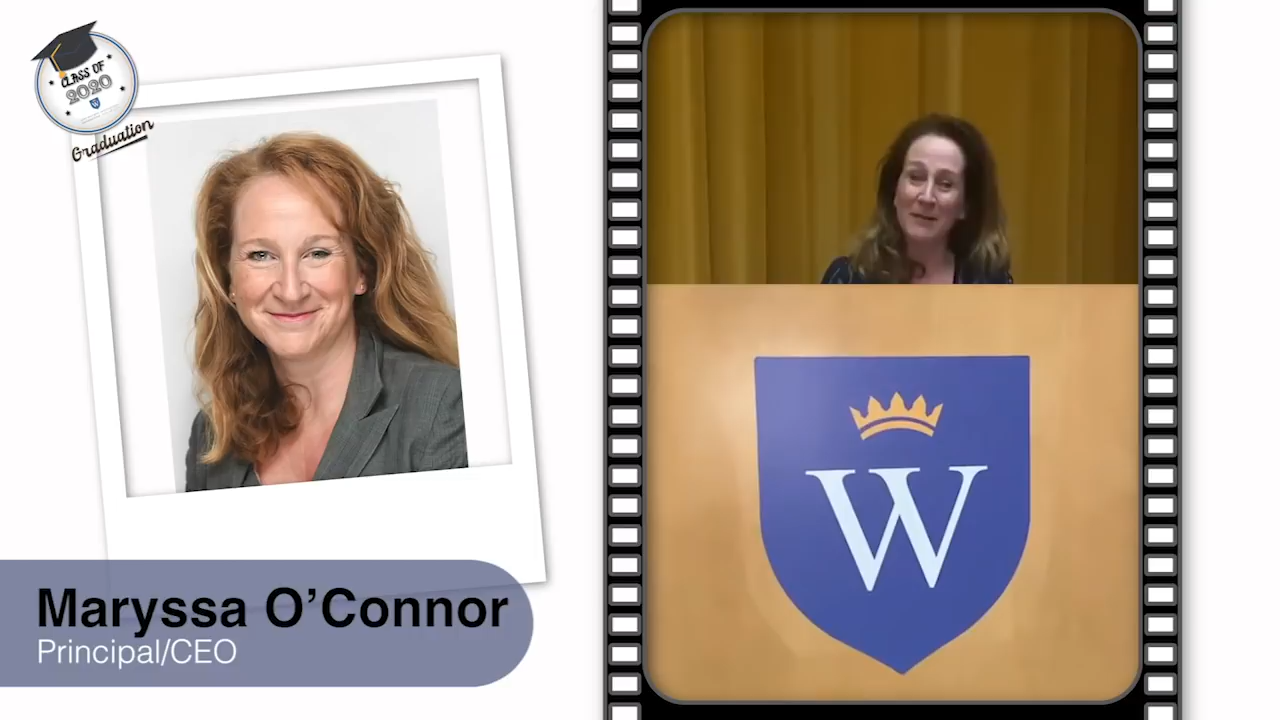 CLASS OF
2020
Graduation
Maryssa O’Connor
Principal/CEO
W